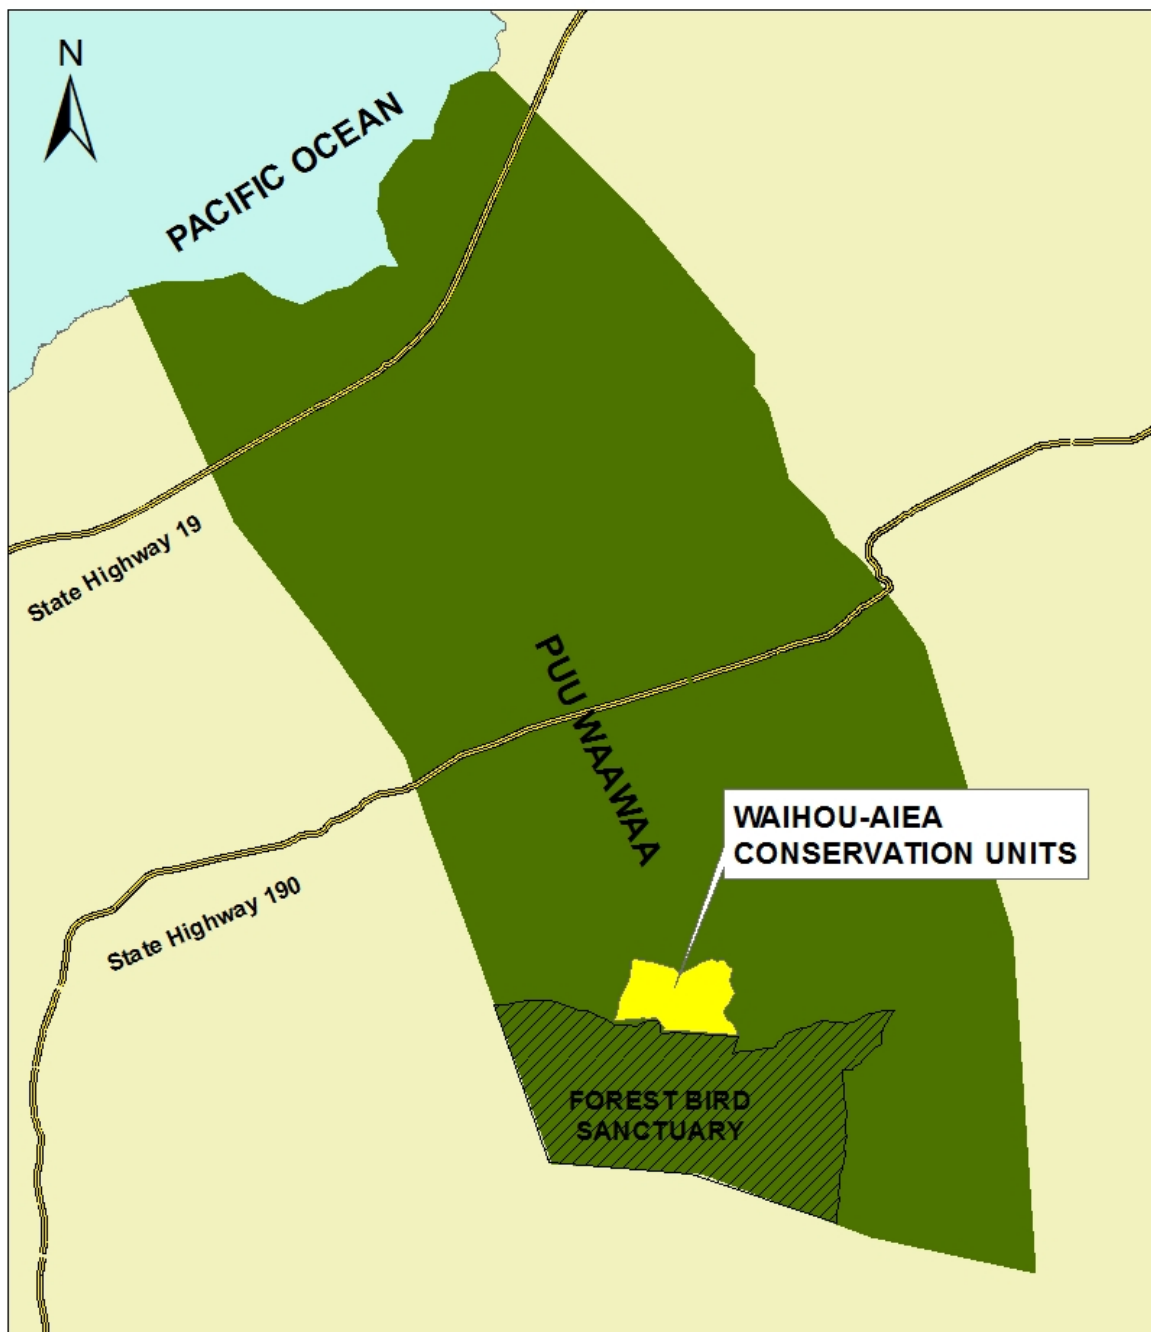 N
PACIFIC OCEAN
State Highway 19
PUU WAAWAA
WAIHOU-AIEA
CONSERVATION UNITS
State Highway 190
FOREST BIRD
SANCTUARY